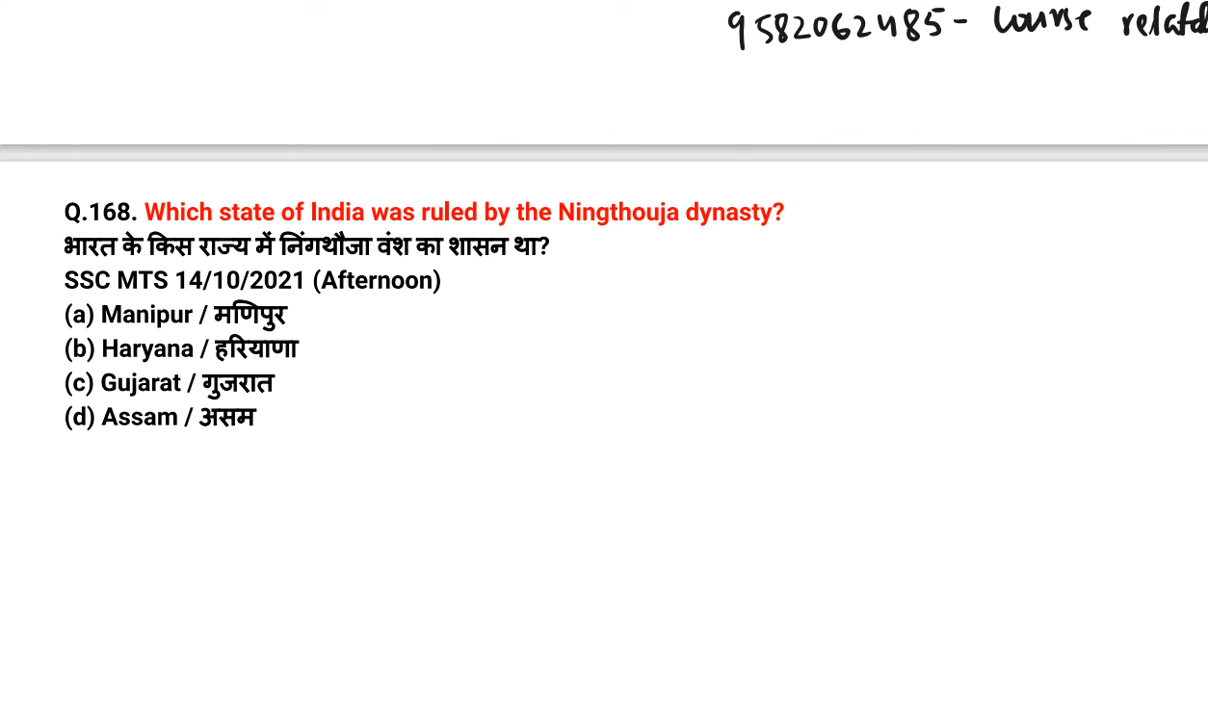 9582062485- course related
Q.168. Which state of India was ruled by the Ningthouja dynasty?
भारत के किस राज्य में निंगथौजा वंश का शासन था?
SSC MTS 14/10/2021 (Afternoon)
(a) Manipur / मणिपुर
(b) Haryana / हरियाणा
(c) Gujarat / गुजरात
(d) Assam / असम